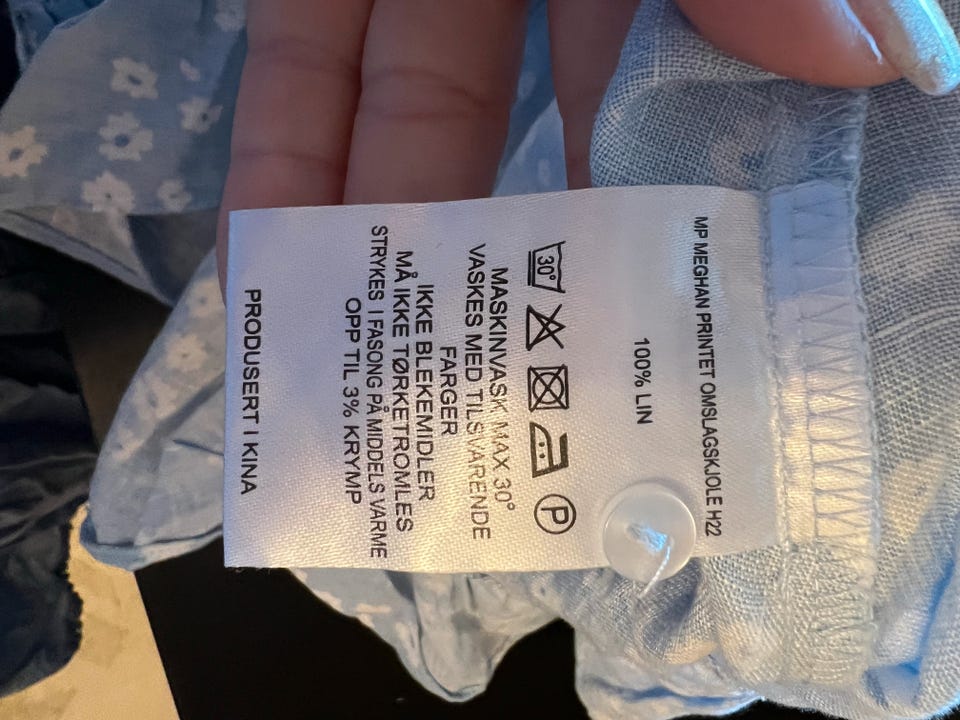 MP MEGHAN PRINTET OMSLAGSKJOLE H22
100% LIN
30°
P
MASKINVASK MAX 30°
VASKES MED TILSVARENDE
FARGER
IKKE BLEKEMIDLER
MÅ IKKE TØRKETROMLES
STRYKES I FASONG PÅ MIDDELS VARME
OPP TIL 3% KRYMP
PRODUSERT I KINA